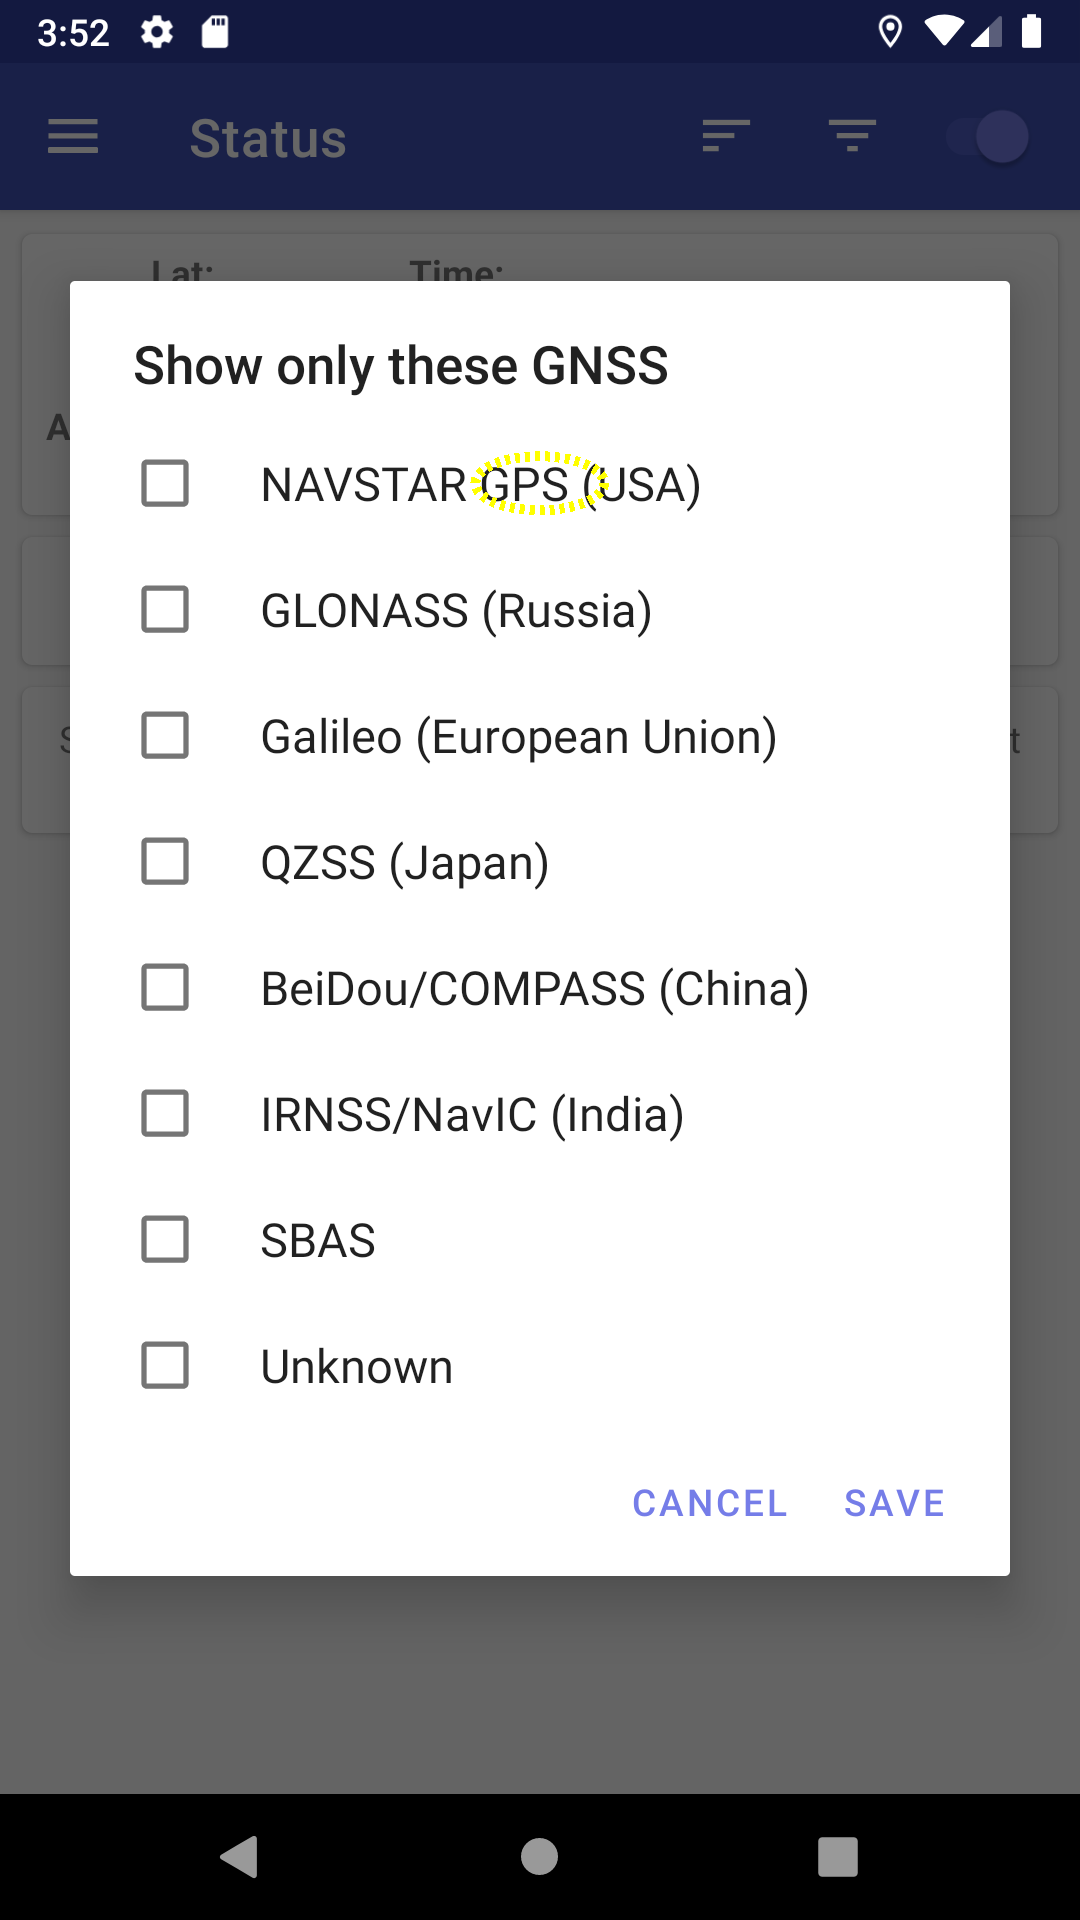 3:52
Status
Lat: Time:
Show only these GNSS
A
NAVSTAR GPS (USA)
GLONASS (Russia)
Galileo (European Union)
S t
QZSS (Japan)
BeiDou/COMPASS (China)
IRNSS/NavIC (India)
SBAS
Unknown
CANCEL SAVE